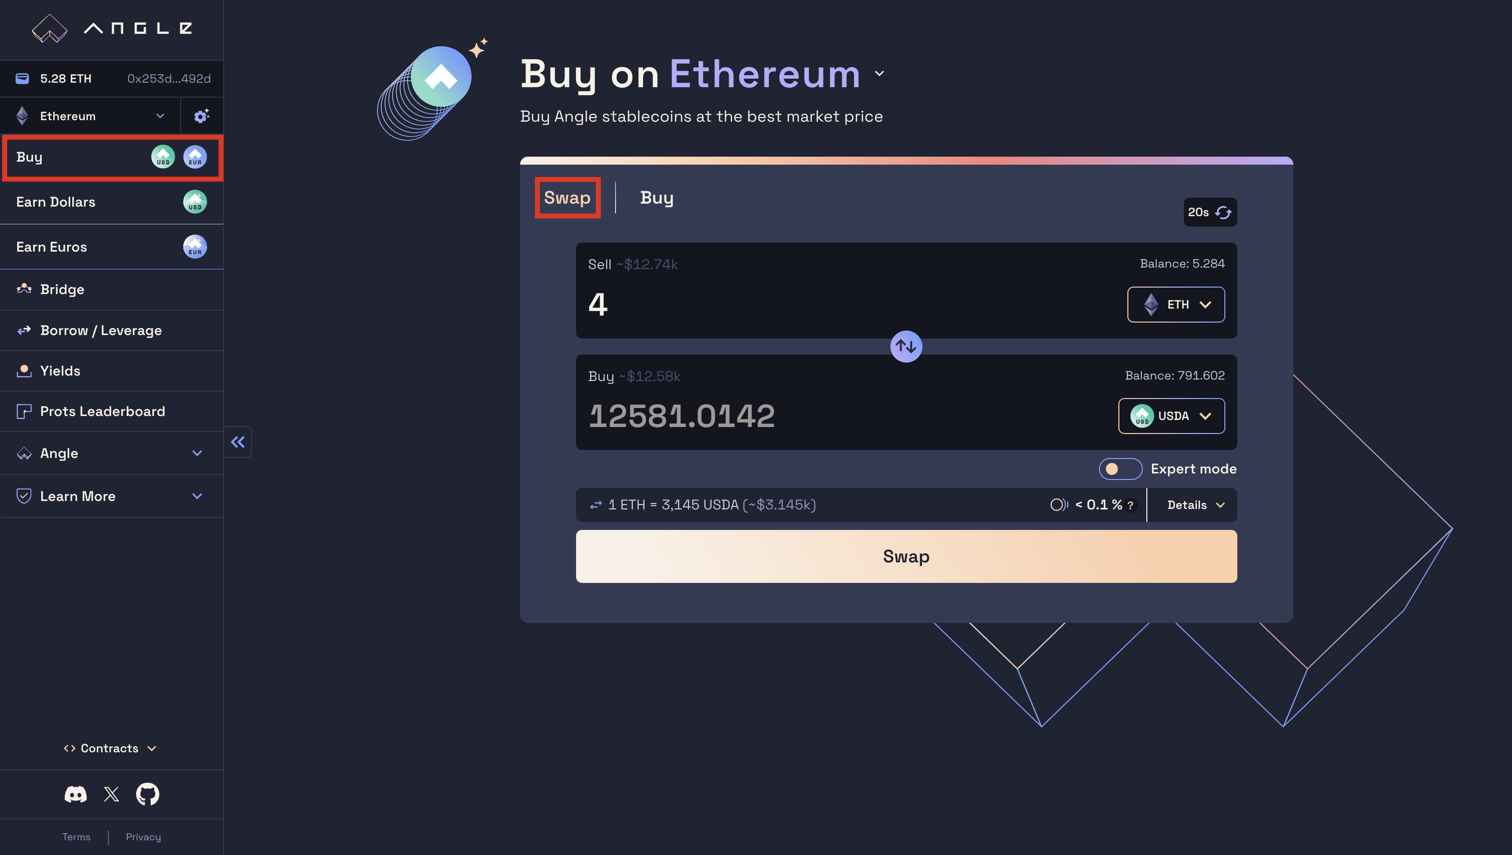 ANGLE
5.28 ETH 0x253d...492d
Ethereum
Buy USD EUR
Earn Dollars USD
Earn Euros EUR
Bridge
Borrow / Leverage
Yields
Prots Leaderboard
Angle
Learn More
<> Contracts
Terms | Privacy
Buy on Ethereum
Buy Angle stablecoins at the best market price
Swap | Buy
20s
Sell ~$12.74k Balance: 5.284
4 ETH
Buy ~$12.58k Balance: 791.602
12581.0142 USD USDA
Expert mode
1 ETH = 3,145 USDA (~$3.145k) < 0.1 % ? Details
Swap